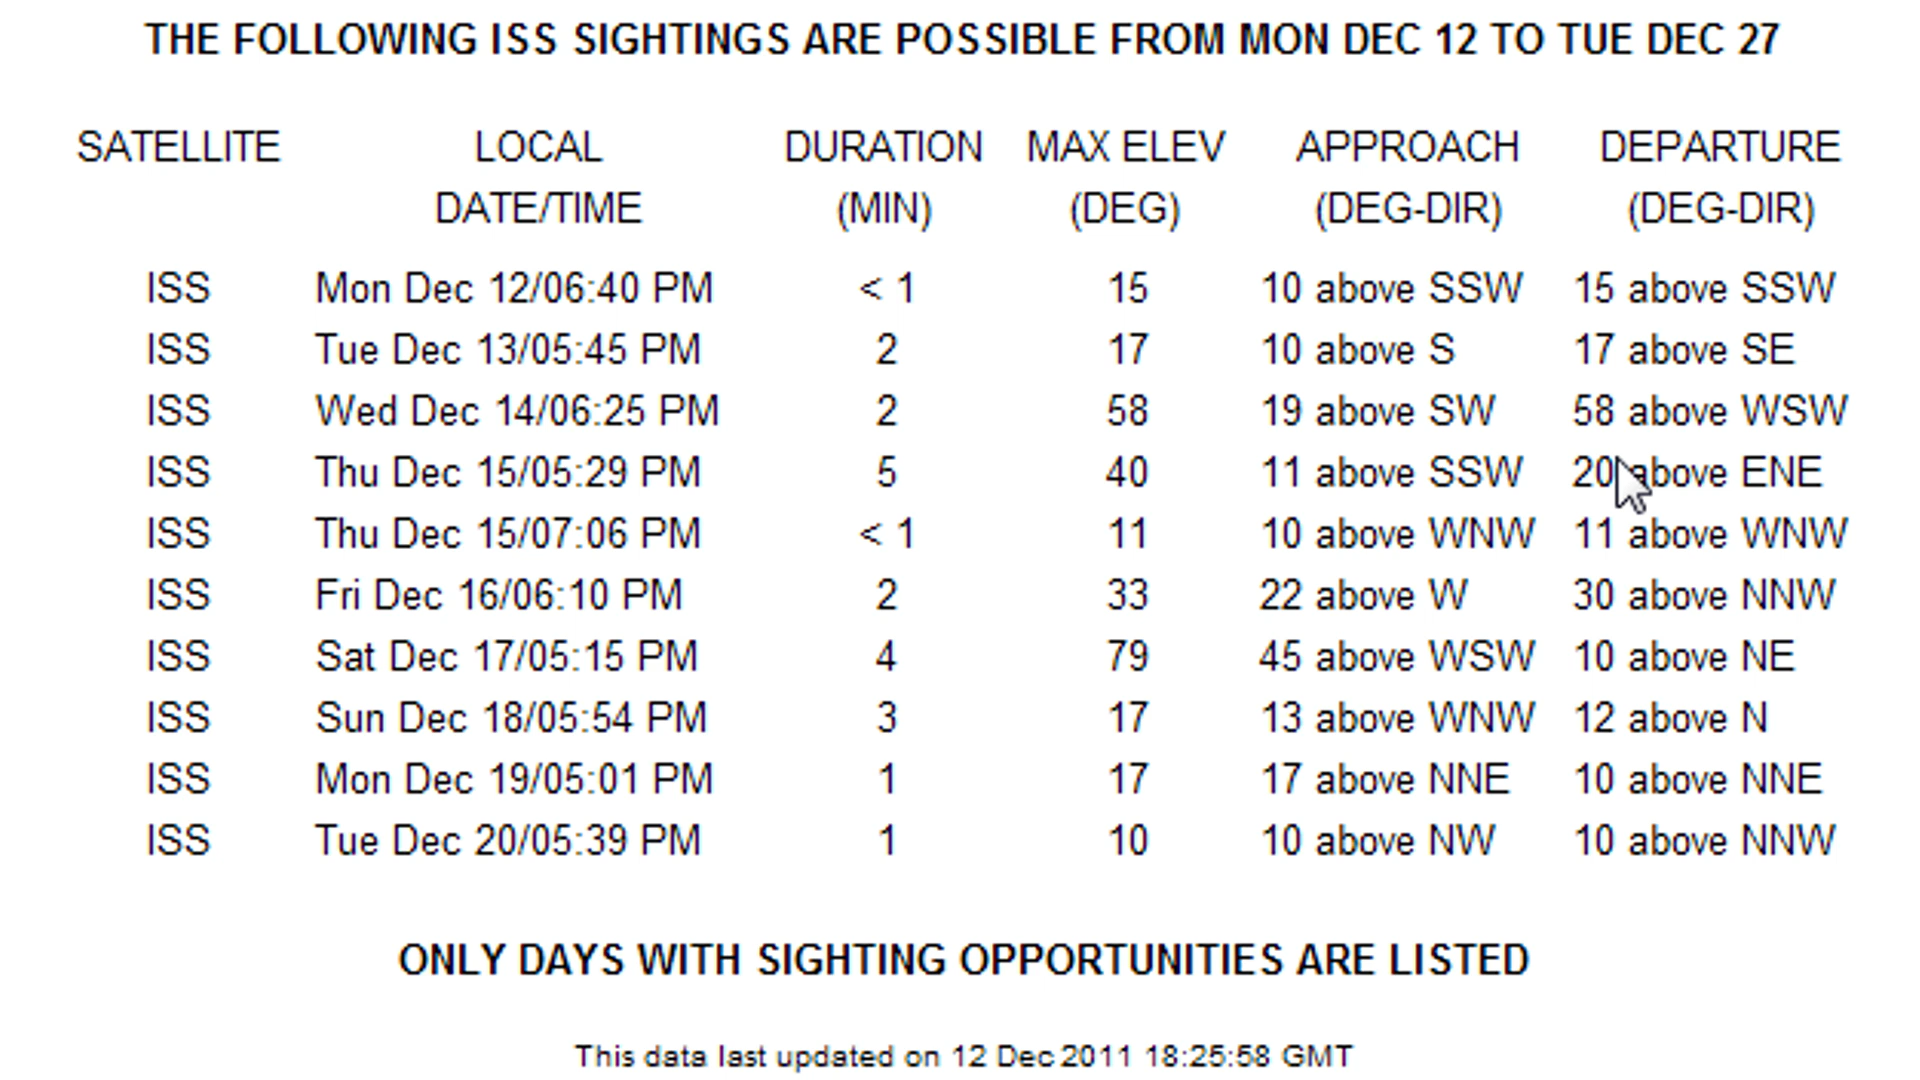 THE FOLLOWING ISS SIGHTINGS ARE POSSIBLE FROM MON DEC 12 TO TUE DEC 27
SATELLITE LOCAL DURATION MAX ELEV APPROACH DEPARTURE
DATE/TIME (MIN) (DEG) (DEG-DIR) (DEG-DIR)
ISS Mon Dec 12/06:40 PM < 1 15 10 above SSW 15 above SSW
ISS Tue Dec 13/05:45 PM 2 17 10 above S 17 above SE
ISS Wed Dec 14/06:25 PM 2 58 19 above SW 58 above WSW
ISS Thu Dec 15/05:29 PM 5 40 11 above SSW 20 above ENE
ISS Thu Dec 15/07:06 PM < 1 11 10 above WNW 11 above WNW
ISS Fri Dec 16/06:10 PM 2 33 22 above W 30 above NNW
ISS Sat Dec 17/05:15 PM 4 79 45 above WSW 10 above NE
ISS Sun Dec 18/05:54 PM 3 17 13 above WNW 12 above N
ISS Mon Dec 19/05:01 PM 1 17 17 above NNE 10 above NNE
ISS Tue Dec 20/05:39 PM 1 10 10 above NW 10 above NNW
ONLY DAYS WITH SIGHTING OPPORTUNITIES ARE LISTED
This data last updated on 12 Dec 2011 18:25:58 GMT